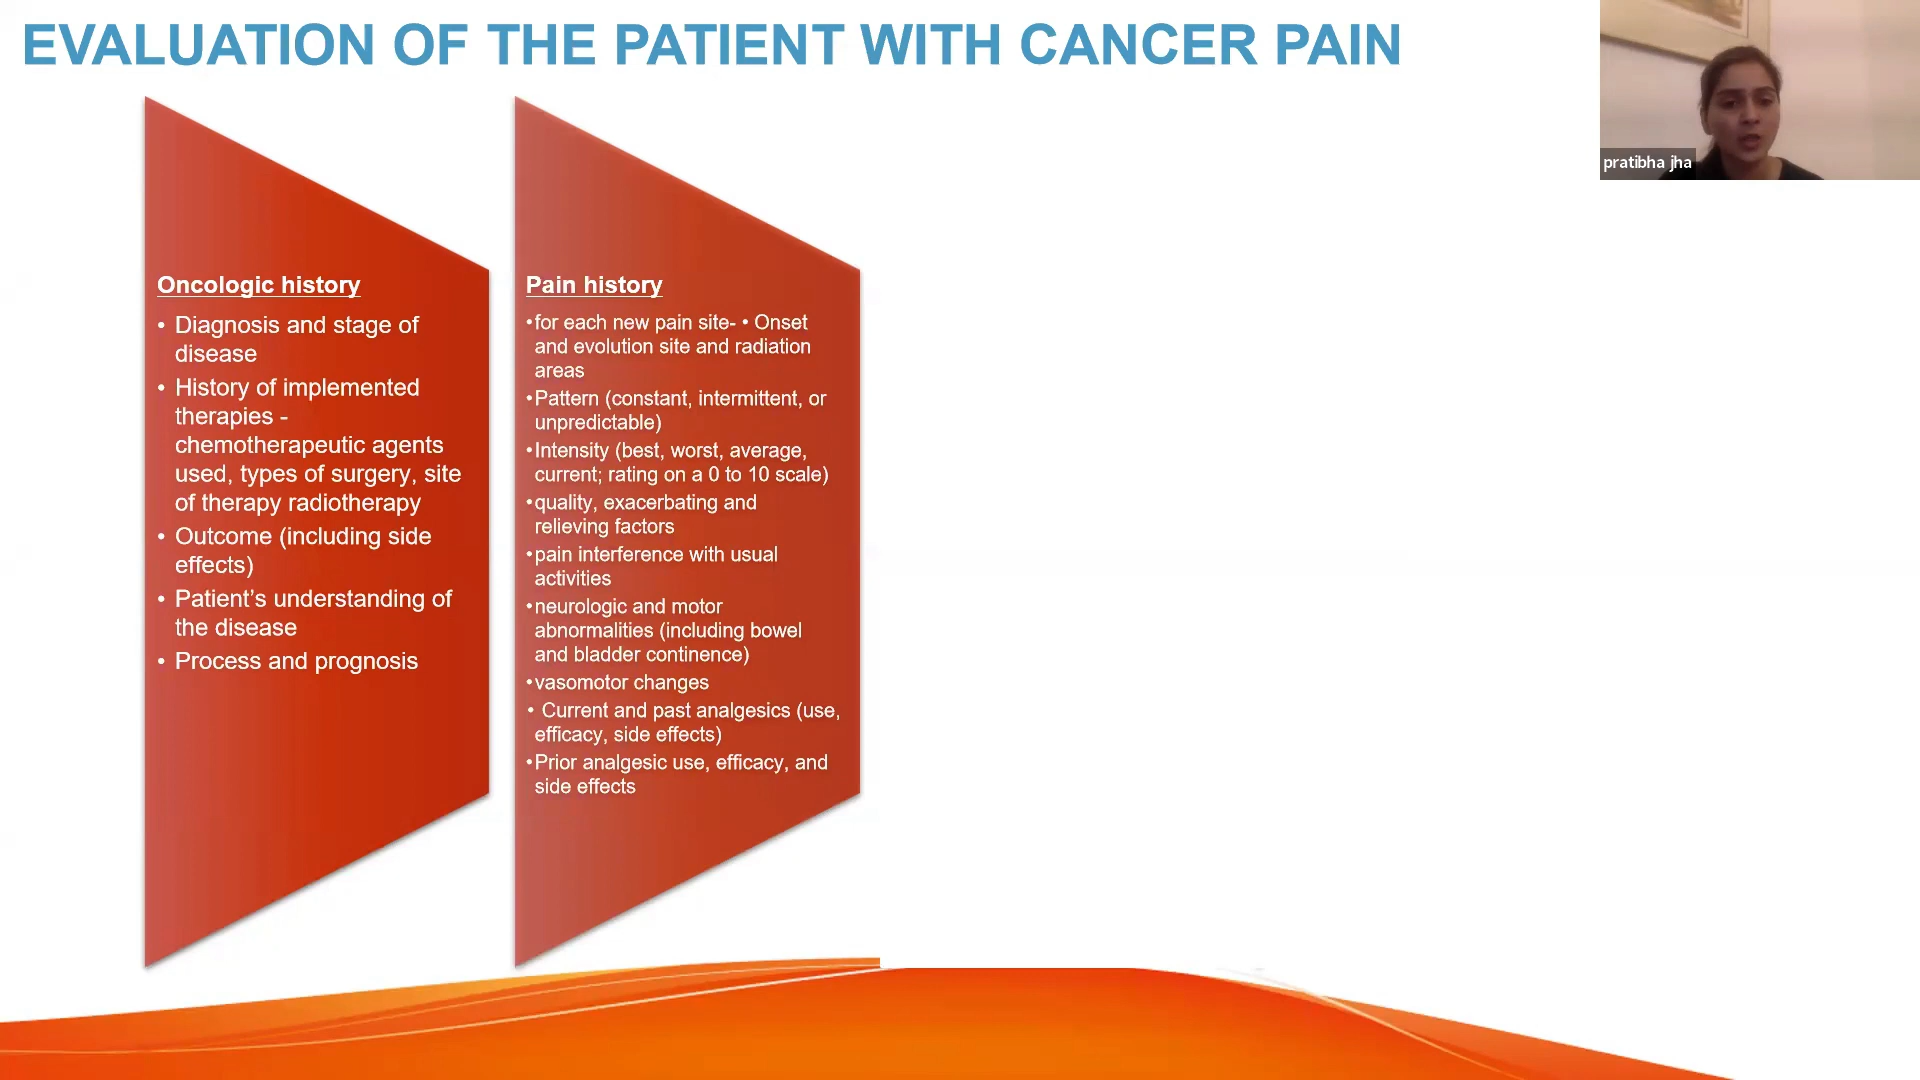 EVALUATION OF THE PATIENT WITH CANCER PAIN
pratibha jha
Oncologic history
• Diagnosis and stage of
disease
• History of implemented
therapies -
chemotherapeutic agents
used, types of surgery, site
of therapy radiotherapy
• Outcome (including side
effects)
• Patient’s understanding of
the disease
• Process and prognosis
Pain history
•for each new pain site- • Onset
and evolution site and radiation
areas
•Pattern (constant, intermittent, or
unpredictable)
•Intensity (best, worst, average,
current; rating on a 0 to 10 scale)
•quality, exacerbating and
relieving factors
•pain interference with usual
activities
•neurologic and motor
abnormalities (including bowel
and bladder continence)
•vasomotor changes
• Current and past analgesics (use,
efficacy, side effects)
•Prior analgesic use, efficacy, and
side effects